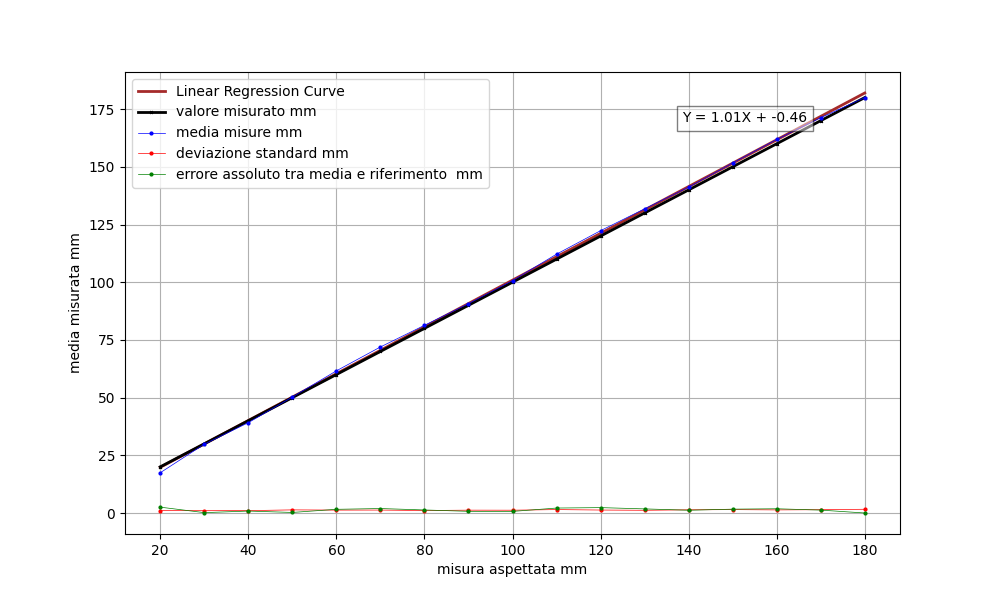 Linear Regression Curve
valore misurato mm
media misure mm
deviazione standard mm
errore assoluto tra media e riferimento  mm
Y = 1.01X + -0.46
media misurata mm
175
150
125
100
75
50
25
0
20 40 60 80 100 120 140 160 180
misura aspettata mm